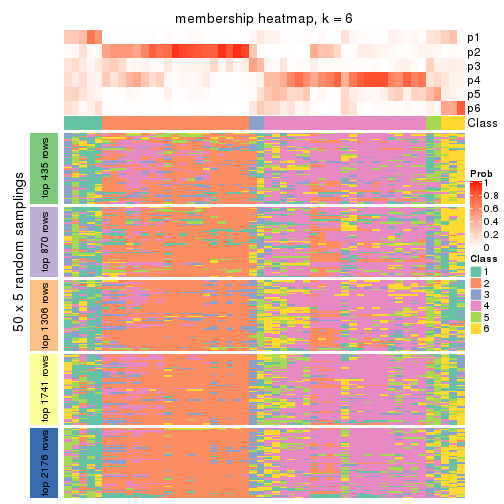 membership heatmap, k = 6
p1
p2
p3
p4
p5
p6
Class
50 x 5 random samplings
top 435 rows
top 870 rows
top 1306 rows
top 1741 rows
top 2176 rows
Prob
0.8
0.6
0.4
0.2
0
Class
1
2
3
4
5
6